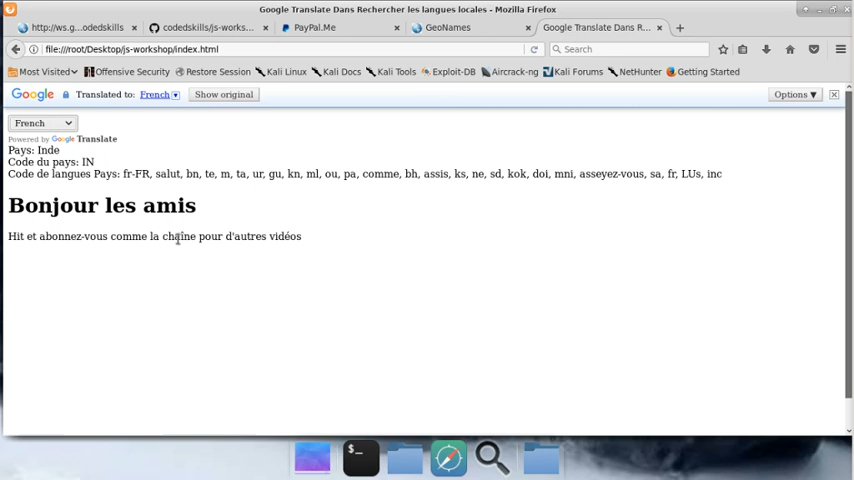 Google Translate Dans Rechercher les langues locales - Mozilla Firefox
http://ws.g...odedskills
codedskills/js-works...
PayPal.Me
GeoNames
Google Translate Dans R...
file:///root/Desktop/js-workshop/index.html
Search
Most Visited
Offensive Security
Restore Session
Kali Linux
Kali Docs
Kali Tools
Exploit-DB
Aircrack-ng
Kali Forums
NetHunter
Getting Started
Google
Translated to: French
Show original
Options
French
Powered by Google Translate
Pays: Inde
Code du pays: IN
Code de langues Pays: fr-FR, salut, bn, te, m, ta, ur, gu, kn, ml, ou, pa, comme, bh, assis, ks, ne, sd, kok, doi, mni, asseyez-vous, sa, fr, LUs, inc
Bonjour les amis
Hit et abonnez-vous comme la chaîne pour d'autres vidéos